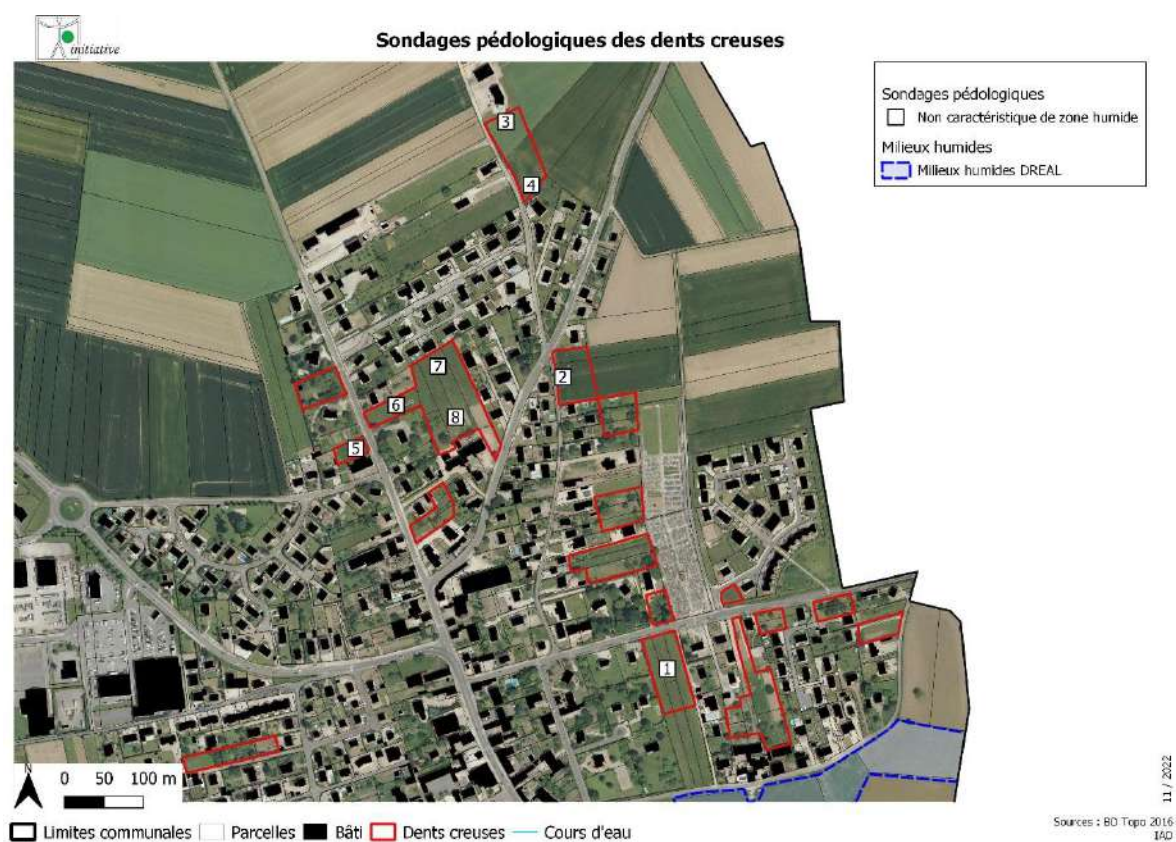 initiative
Sondages pédologiques des dents creuses
Sondages pédologiques
Non caractéristique de zone humide
Milieux humides
Milieux humides DREAL
3
4
7
2
6
8
5
1
N
0 50 100 m
11 / 2022
Limites communales Parcelles Bâti Dents creuses Cours d'eau
Sources : BD Topo 2016
IAD